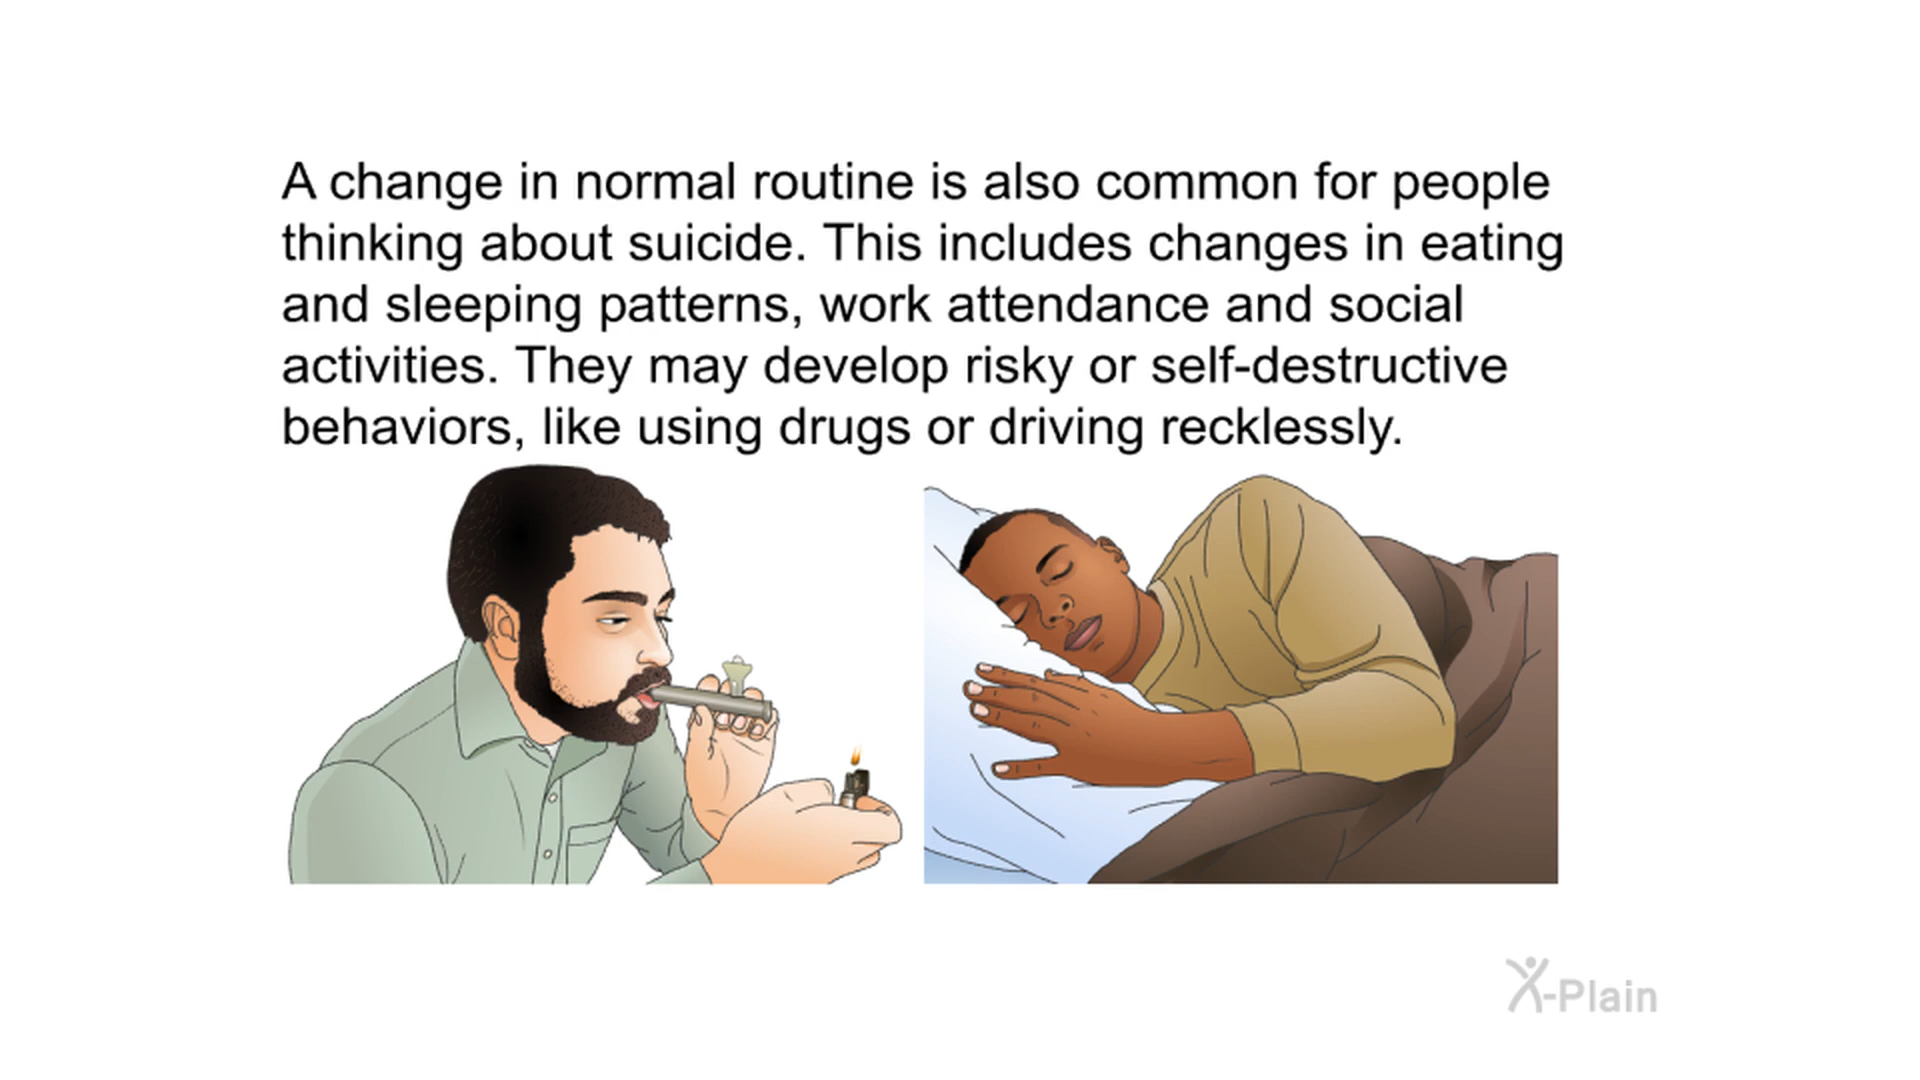 A change in normal routine is also common for people
thinking about suicide. This includes changes in eating
and sleeping patterns, work attendance and social
activities. They may develop risky or self-destructive
behaviors, like using drugs or driving recklessly.
X-Plain